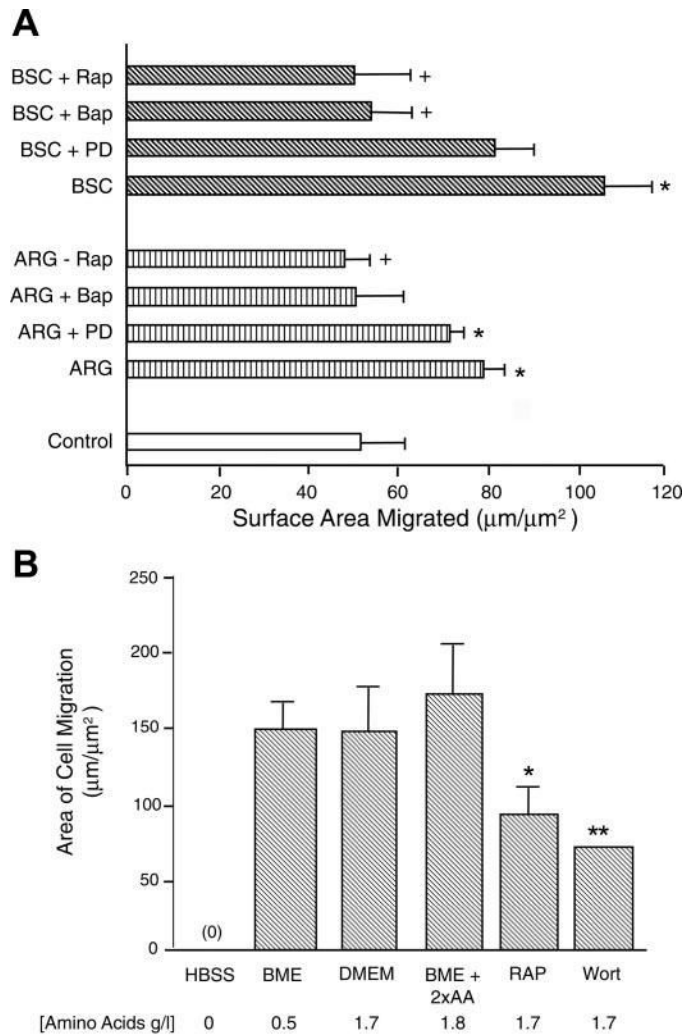 A
BSC + Rap +
BSC + Bap +
BSC + PD
BSC *
ARG - Rap +
ARG + Bap
ARG + PD *
ARG *
Control
0 20 40 60 80 100 120
Surface Area Migrated (μm/μm²)
B
250
200
150
100
50
0
Area of Cell Migration
(μm/μm²)
(0)
*
**
HBSS BME DMEM BME + RAP Wort
2xAA
[Amino Acids g/l] 0 0.5 1.7 1.8 1.7 1.7